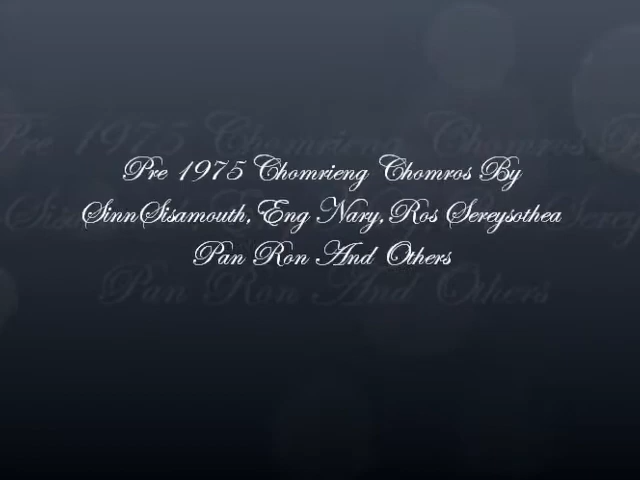 Pre 1975 Chomrieng Chomros By
SinnSisamouth, Eng Nary, Ros Sereysothea
Pan Ron And Others